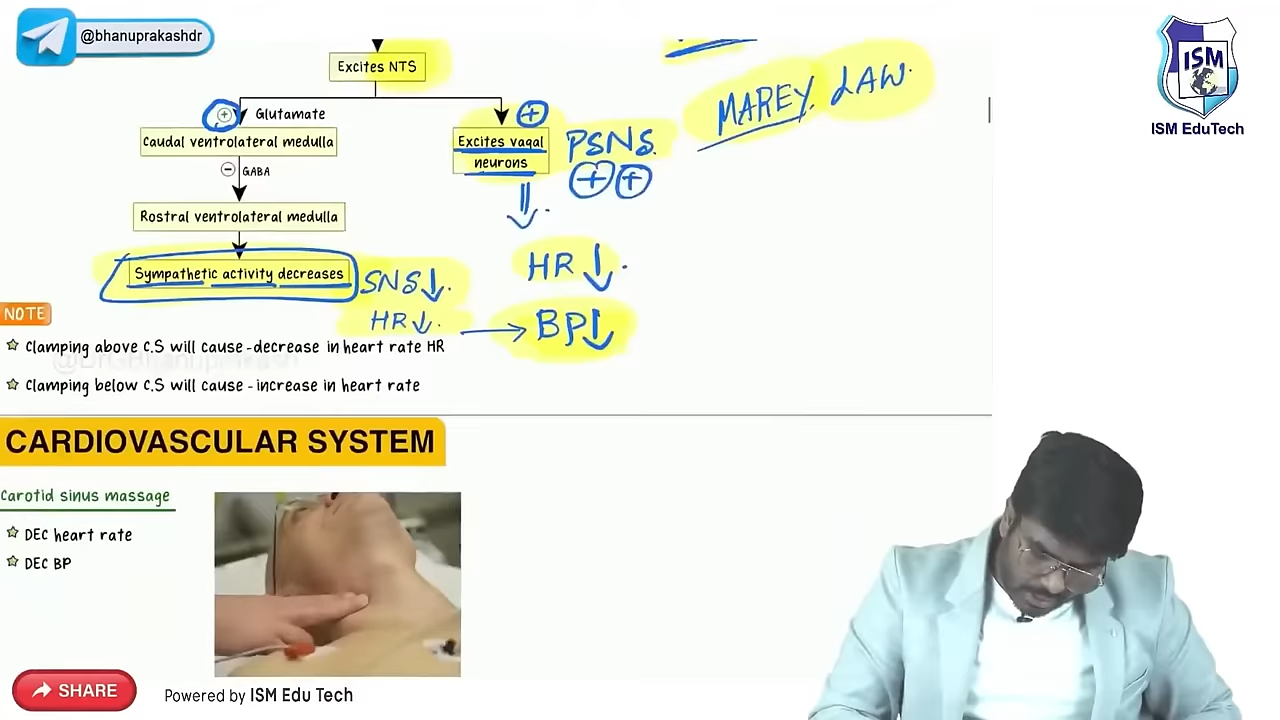 @bhanuprakashdr
Excites NTS
MAREY LAW.
ISM
ISM EduTech
+ Glutamate
+
Caudal ventrolateral medulla
Excites vagal
neurons
PSNS.
+ +
− GABA
Rostral ventrolateral medulla
HR ↓.
Sympathetic activity decreases
SNS↓.
HR↓. → BP↓
NOTE
Clamping above C.S will cause - decrease in heart rate HR
Clamping below C.S will cause - increase in heart rate
CARDIOVASCULAR SYSTEM
Carotid sinus massage
DEC heart rate
DEC BP
SHARE
Powered by ISM Edu Tech